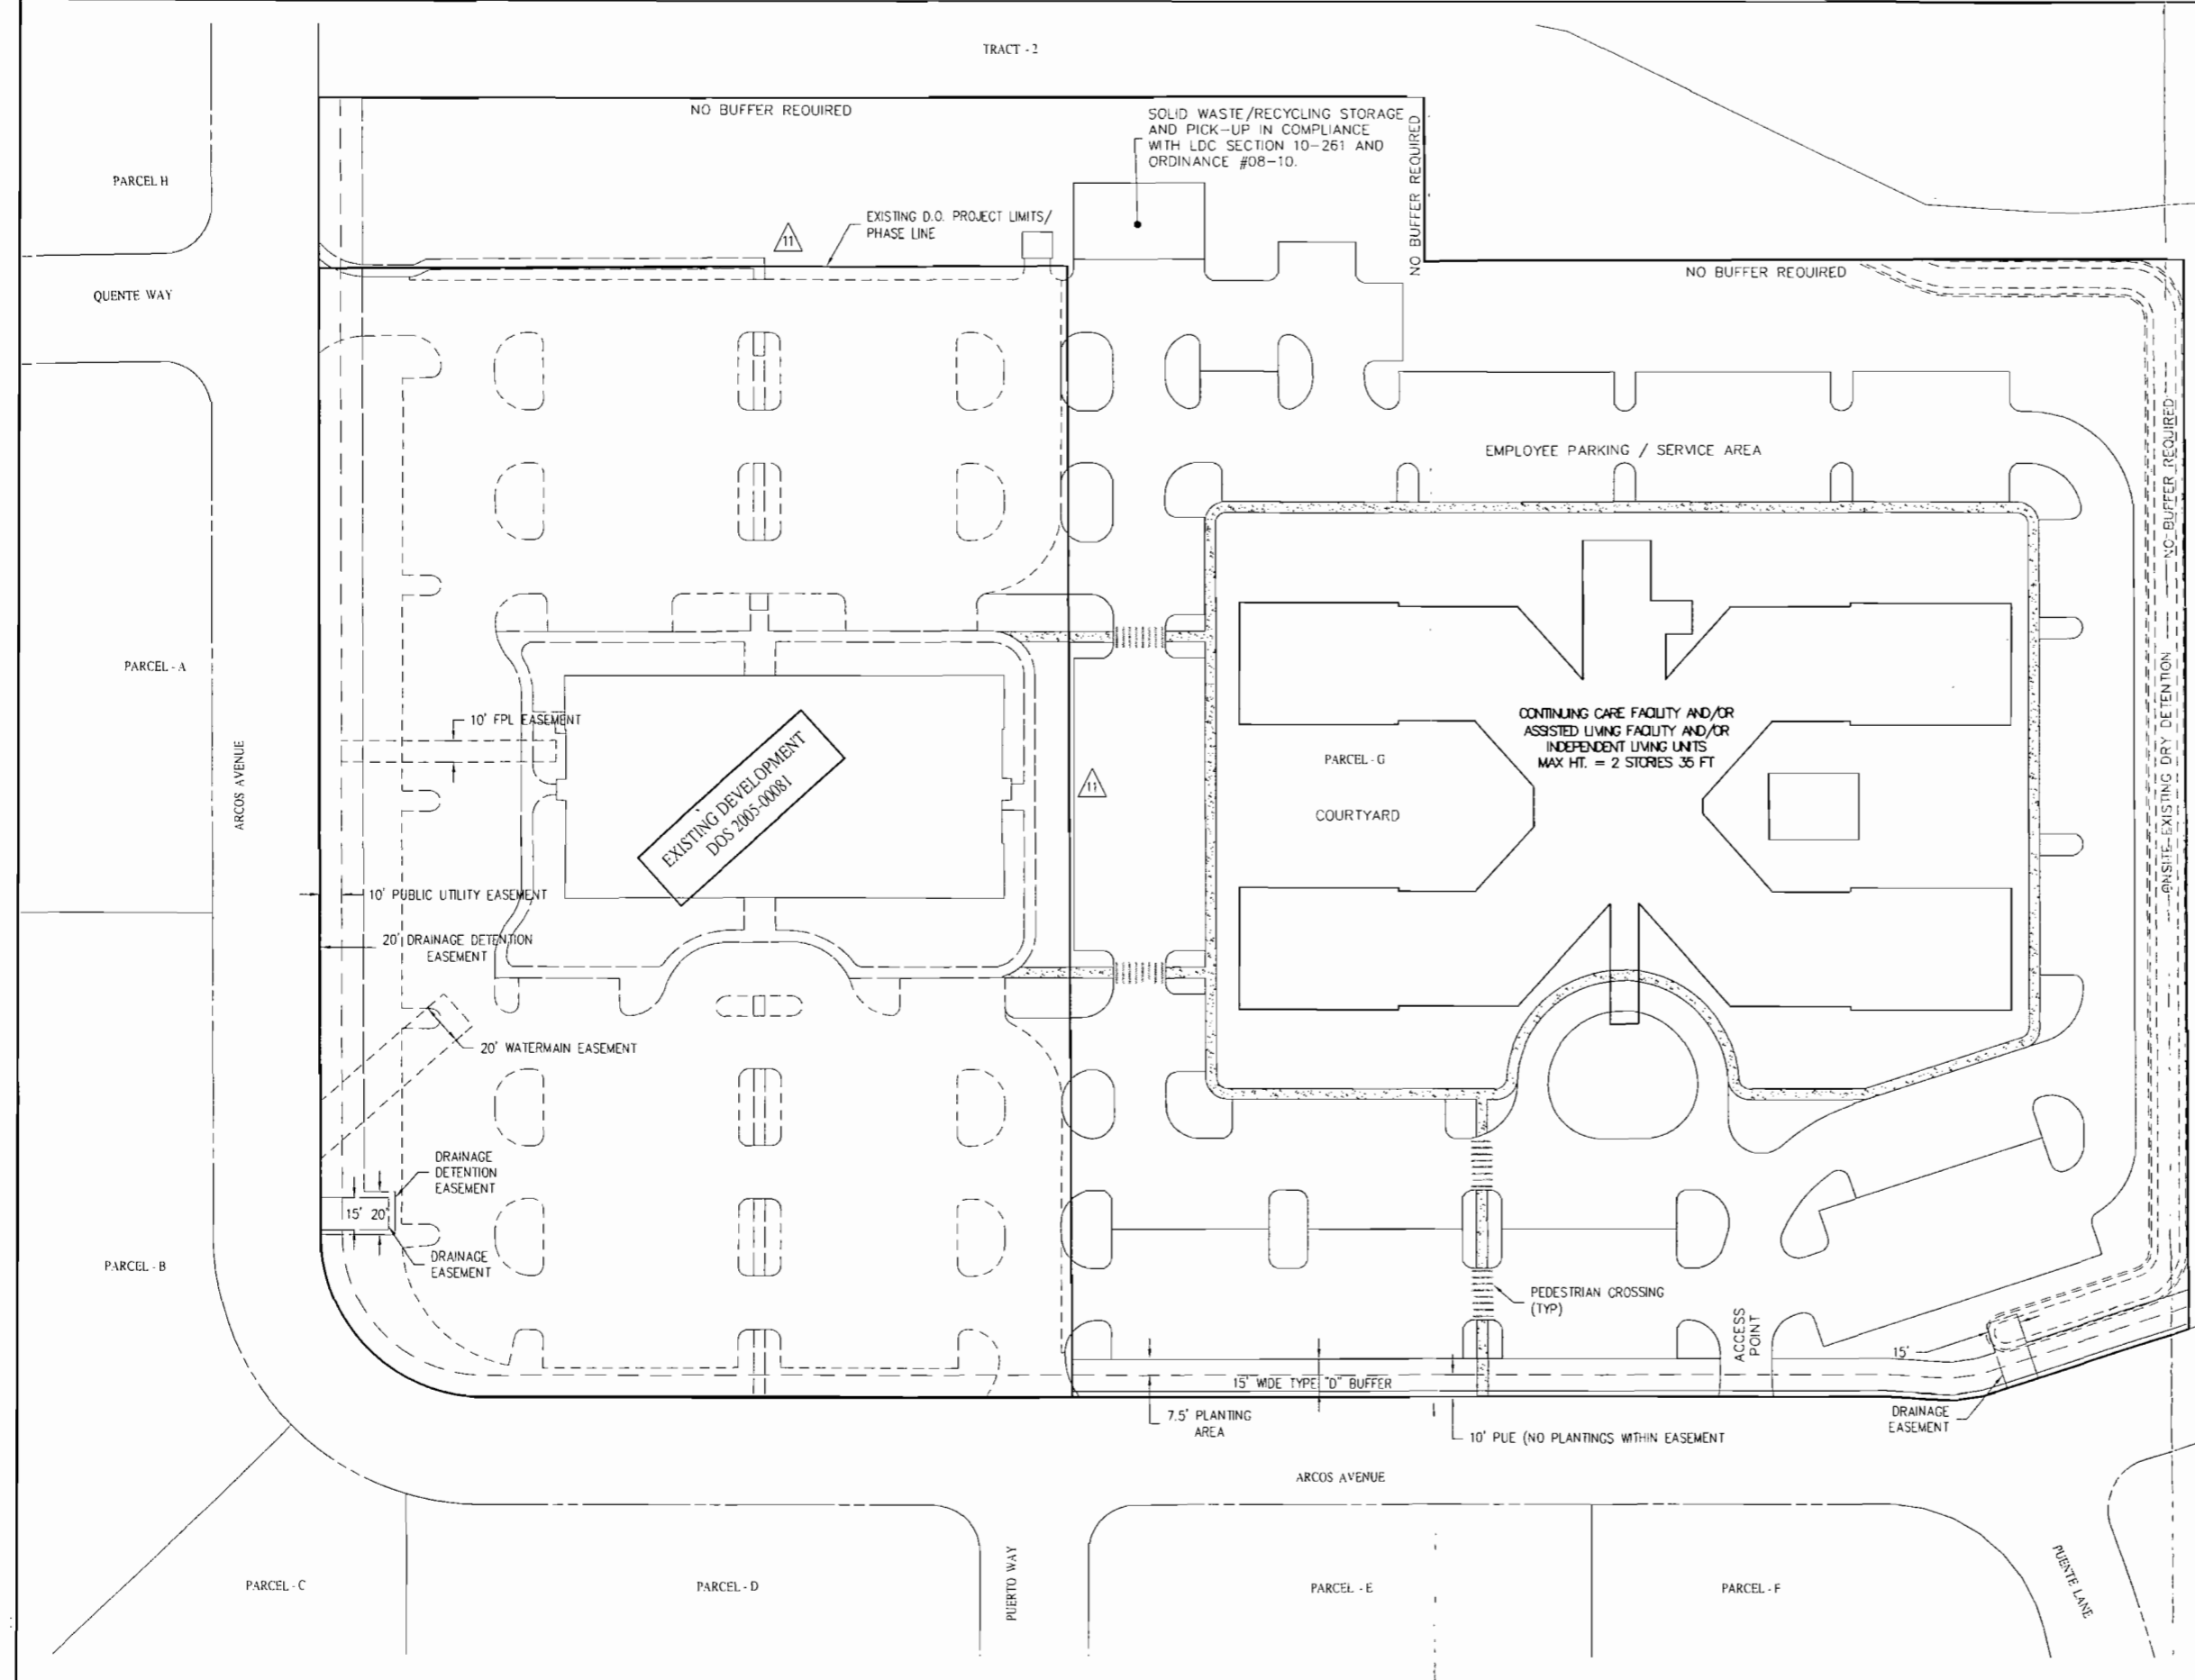 TRACT - 2
NO BUFFER REQUIRED
SOLID WASTE/RECYCLING STORAGE
AND PICK-UP IN COMPLIANCE
WITH LDC SECTION 10-261 AND
ORDINANCE #08-10.
NO BUFFER REQUIRED
PARCEL H
EXISTING D.O. PROJECT LIMITS/
PHASE LINE
11
NO BUFFER REQUIRED
QUENTE WAY
EMPLOYEE PARKING / SERVICE AREA
NO BUFFER REQUIRED
ONSITE EXISTING DRY DETENTION
PARCEL - A
10' FPL EASEMENT
ARCOS AVENUE
EXISTING DEVELOPMENT
DOS 2005-00081
11
CONTINUING CARE FACILITY AND/OR
ASSISTED LIVING FACILITY AND/OR
INDEPENDENT LIVING UNITS
MAX HT. = 2 STORIES 35 FT
PARCEL - G
COURTYARD
10' PUBLIC UTILITY EASEMENT
20' DRAINAGE DETENTION
EASEMENT
20' WATERMAIN EASEMENT
DRAINAGE
DETENTION
EASEMENT
15' 20'
DRAINAGE
EASEMENT
PARCEL - B
PEDESTRIAN CROSSING
(TYP)
ACCESS
POINT
15'
15' WIDE TYPE "D" BUFFER
7.5' PLANTING
AREA
10' PUE (NO PLANTINGS WITHIN EASEMENT
DRAINAGE
EASEMENT
ARCOS AVENUE
PARCEL - C
PARCEL - D
PUERTO WAY
PARCEL - E
PARCEL - F
PUENTE LANE